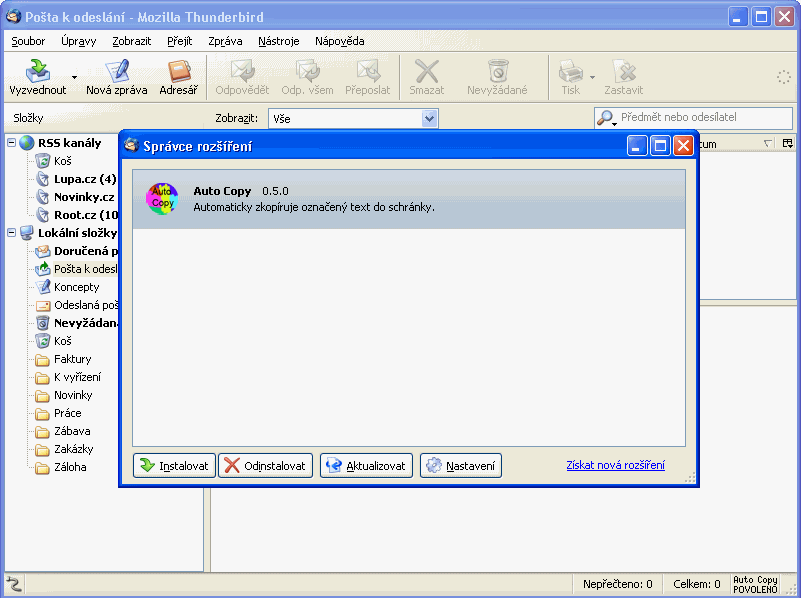 Pošta k odeslání - Mozilla Thunderbird
Soubor Úpravy Zobrazit Přejít Zpráva Nástroje Nápověda
Vyzvednout Nová zpráva Adresář Odpovědět Odp. všem Přeposlat Smazat Nevyžádané Tisk Zastavit
Složky Zobrazit: Vše Předmět nebo odesílatel
RSS kanály
Koš
Lupa.cz (4)
Novinky.cz
Root.cz (10
Lokální složky
Doručená p
Pošta k odesl
Koncepty
Odeslaná poš
Nevyžádaná
Koš
Faktury
K vyřízení
Novinky
Práce
Zábava
Zakázky
Záloha
tum
Správce rozšíření
Auto Copy
Auto Copy 0.5.0
Automaticky zkopíruje označený text do schránky.
Instalovat Odinstalovat Aktualizovat Nastavení Získat nová rozšíření
Nepřečteno: 0 Celkem: 0 Auto Copy
POVOLENO